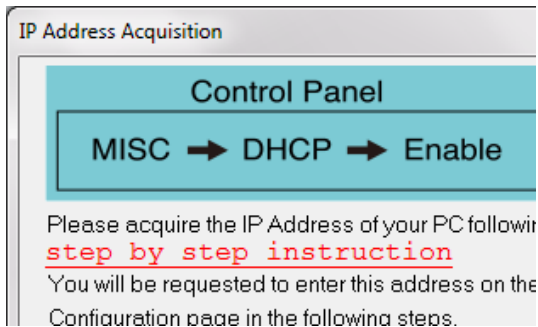 IP Address Acquisition
Control Panel
MISC → DHCP → Enable
Please acquire the IP Address of your PC
step by step instruction
You will be requested to enter this address on the
Configuration page in the following steps.